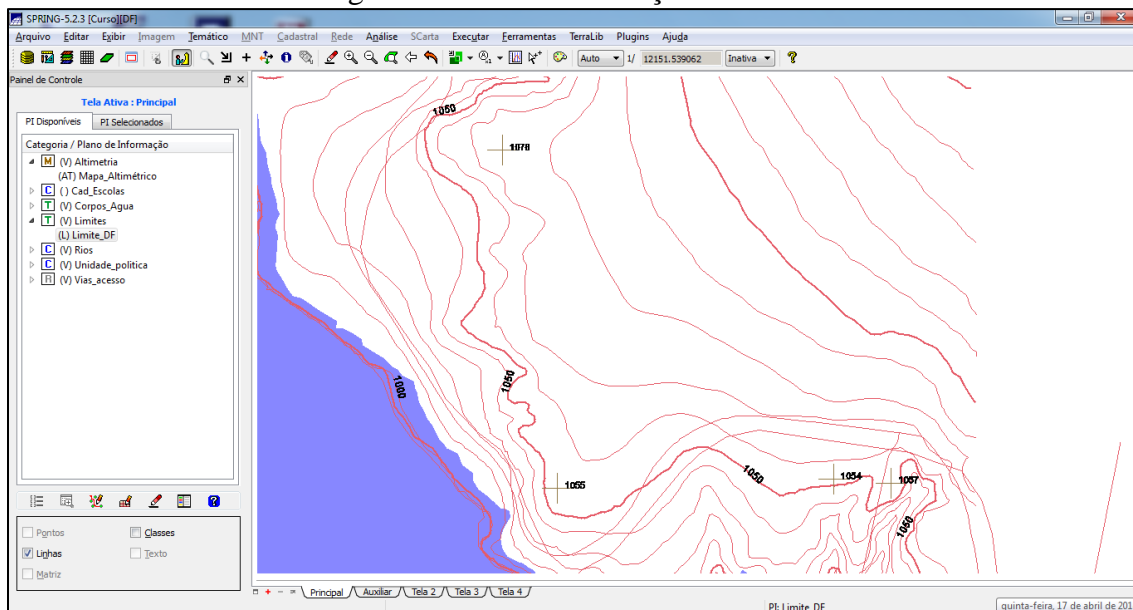 SPRING-5.2.3 [Curso][DF]
Arquivo Editar Exibir Imagem Temático MNT Cadastral Rede Análise SCarta Executar Ferramentas TerraLib Plugins Ajuda
Auto 1/ 12151.539062 Inativa
Painel de Controle
Tela Ativa : Principal
PI Disponíveis PI Selecionados
Categoria / Plano de Informação
M (V) Altimetria
(AT) Mapa_Altimétrico
C ( ) Cad_Escolas
T (V) Corpos_Agua
T (V) Limites
(L) Limite_DF
C (V) Rios
C (V) Unidade_politica
R (V) Vias_acesso
Pontos Classes
Linhas Texto
Matriz
1050
1078
1000
1050
1055
1050
1054
1057
1050
Principal Auxiliar Tela 2 Tela 3 Tela 4
PI: Limite_DF
quinta-feira, 17 de abril de 201